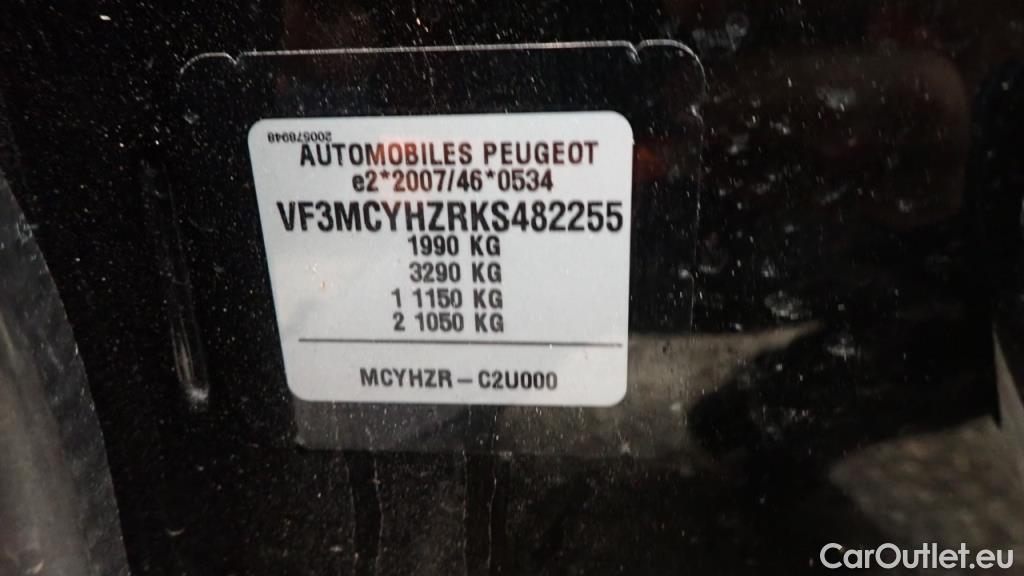 200578948
AUTOMOBILES PEUGEOT
e2*2007/46*0534
VF3MCYHZRKS482255
1990 KG
3290 KG
1 1150 KG
2 1050 KG
MCYHZR - C2U000
CarOutlet.eu